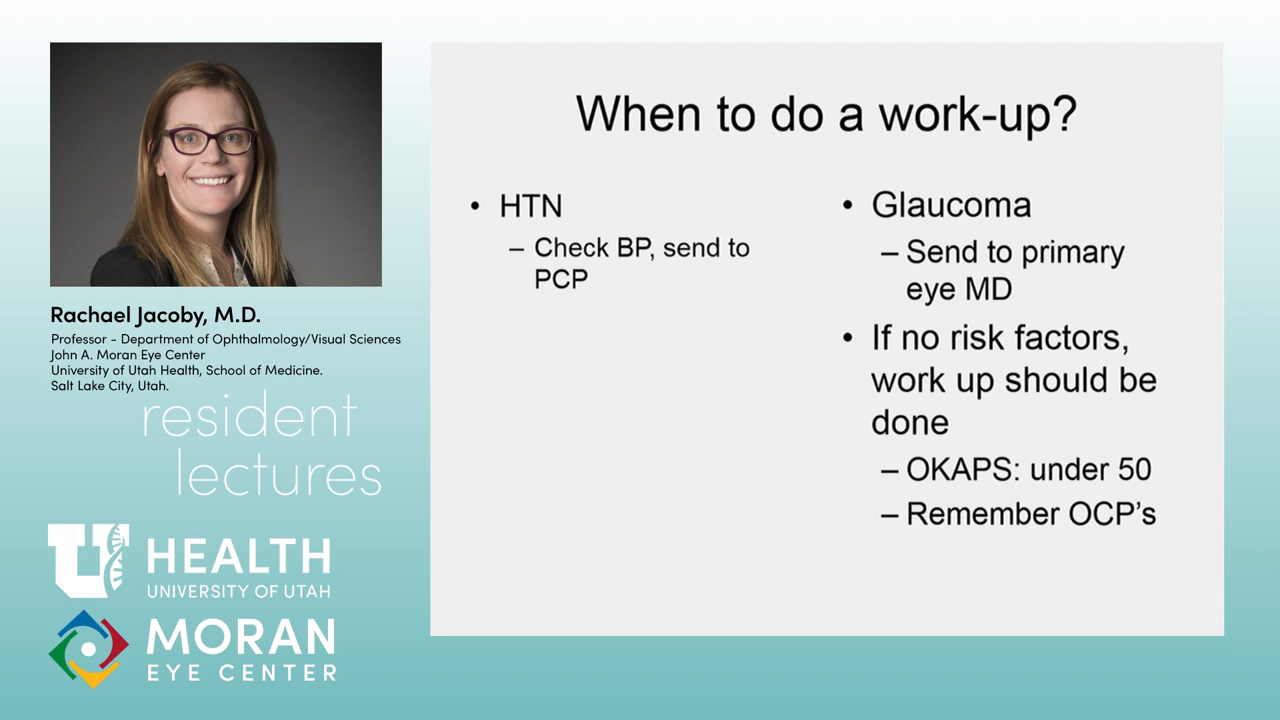 Rachael Jacoby, M.D.
Professor - Department of Ophthalmology/Visual Sciences
John A. Moran Eye Center
University of Utah Health, School of Medicine.
Salt Lake City, Utah.
resident
lectures
U HEALTH
UNIVERSITY OF UTAH
MORAN
EYE CENTER
When to do a work-up?
• HTN
– Check BP, send to
PCP
• Glaucoma
– Send to primary
eye MD
• If no risk factors,
work up should be
done
– OKAPS: under 50
– Remember OCP's